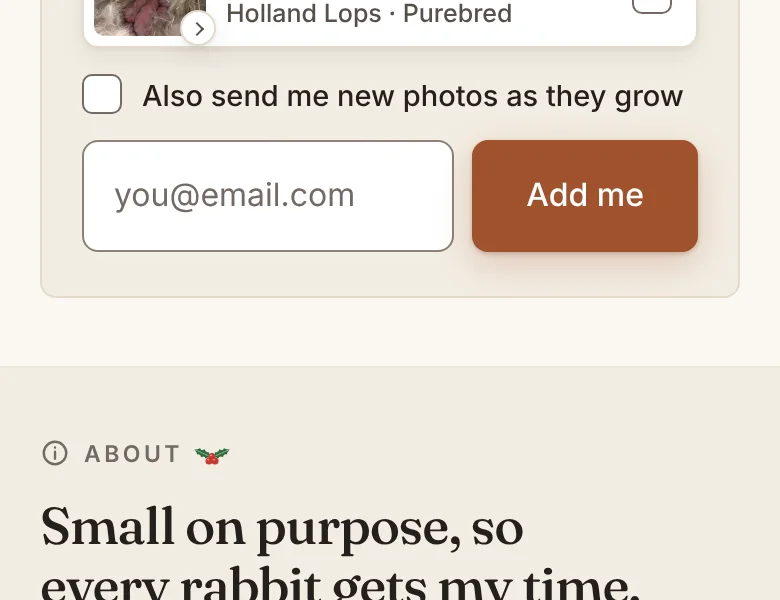 Holland Lops · Purebred
Also send me new photos as they grow
you@email.com
Add me
ABOUT
Small on purpose, so
every rabbit gets my time.